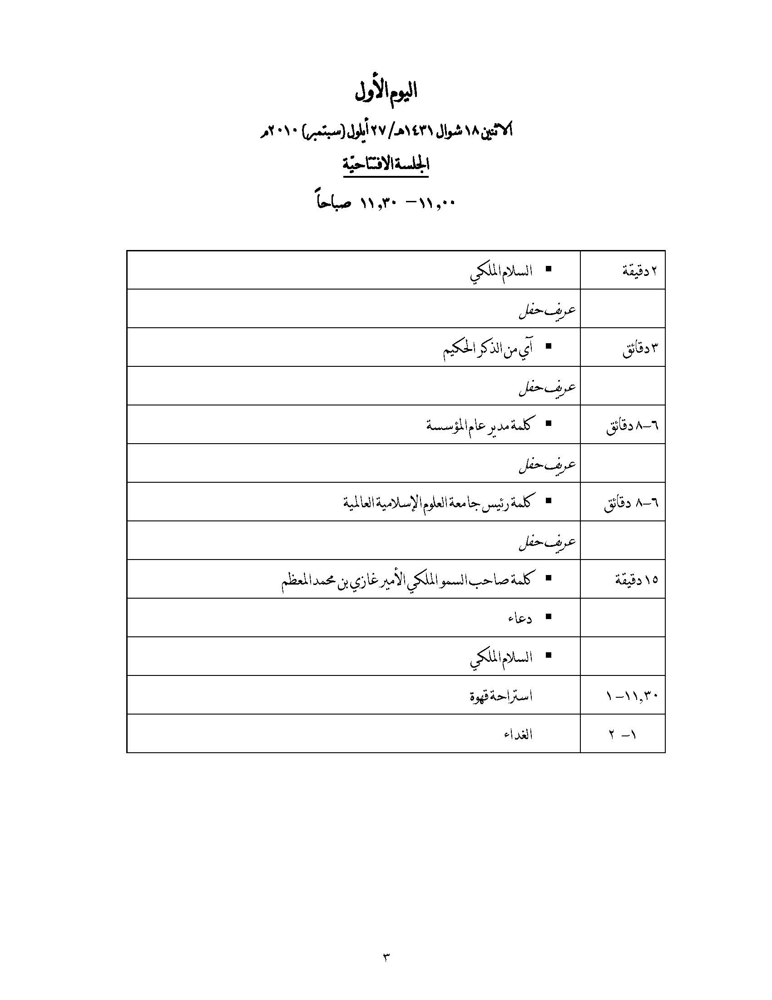 اليوم الأول
الاثنين ١٨ شوال ١٤٣١هـ/ ٢٧ أيلول (سبتمبر) ٢٠١٠م
الجلسة الافتتاحيّة
١١,٠٠– ١١,٣٠ صباحاً
٢ دقيقة ▪ السلام الملكي
عريف حفل
٣ دقائق ▪ آي من الذكر الحكيم
عريف حفل
٦–٨ دقائق ▪ كلمة مدير عام المؤسسة
عريف حفل
٦–٨ دقائق ▪ كلمة رئيس جامعة العلوم الإسلامية العالمية
عريف حفل
١٥ دقيقة ▪ كلمة صاحب السمو الملكي الأمير غازي بن محمد المعظم
▪ دعاء
▪ السلام الملكي
١١,٣٠–١ استراحة قهوة
١– ٢ الغداء
٣